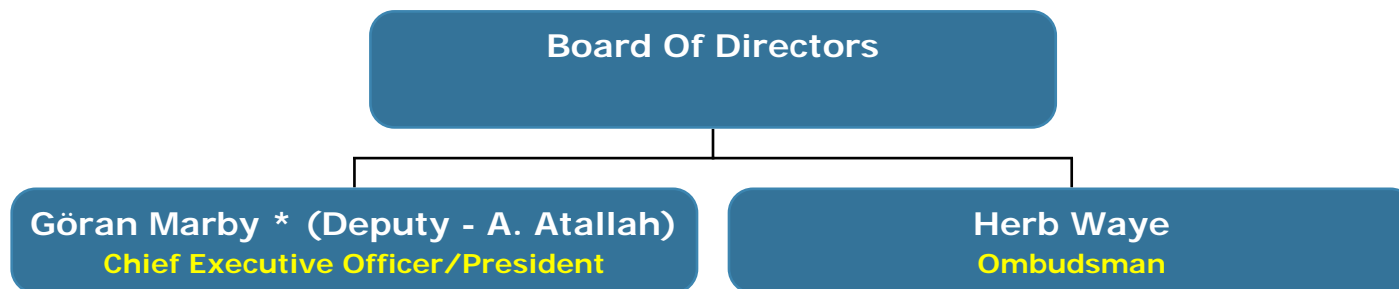 Board Of Directors
Göran Marby * (Deputy - A. Atallah)
Chief Executive Officer/President
Herb Waye
Ombudsman